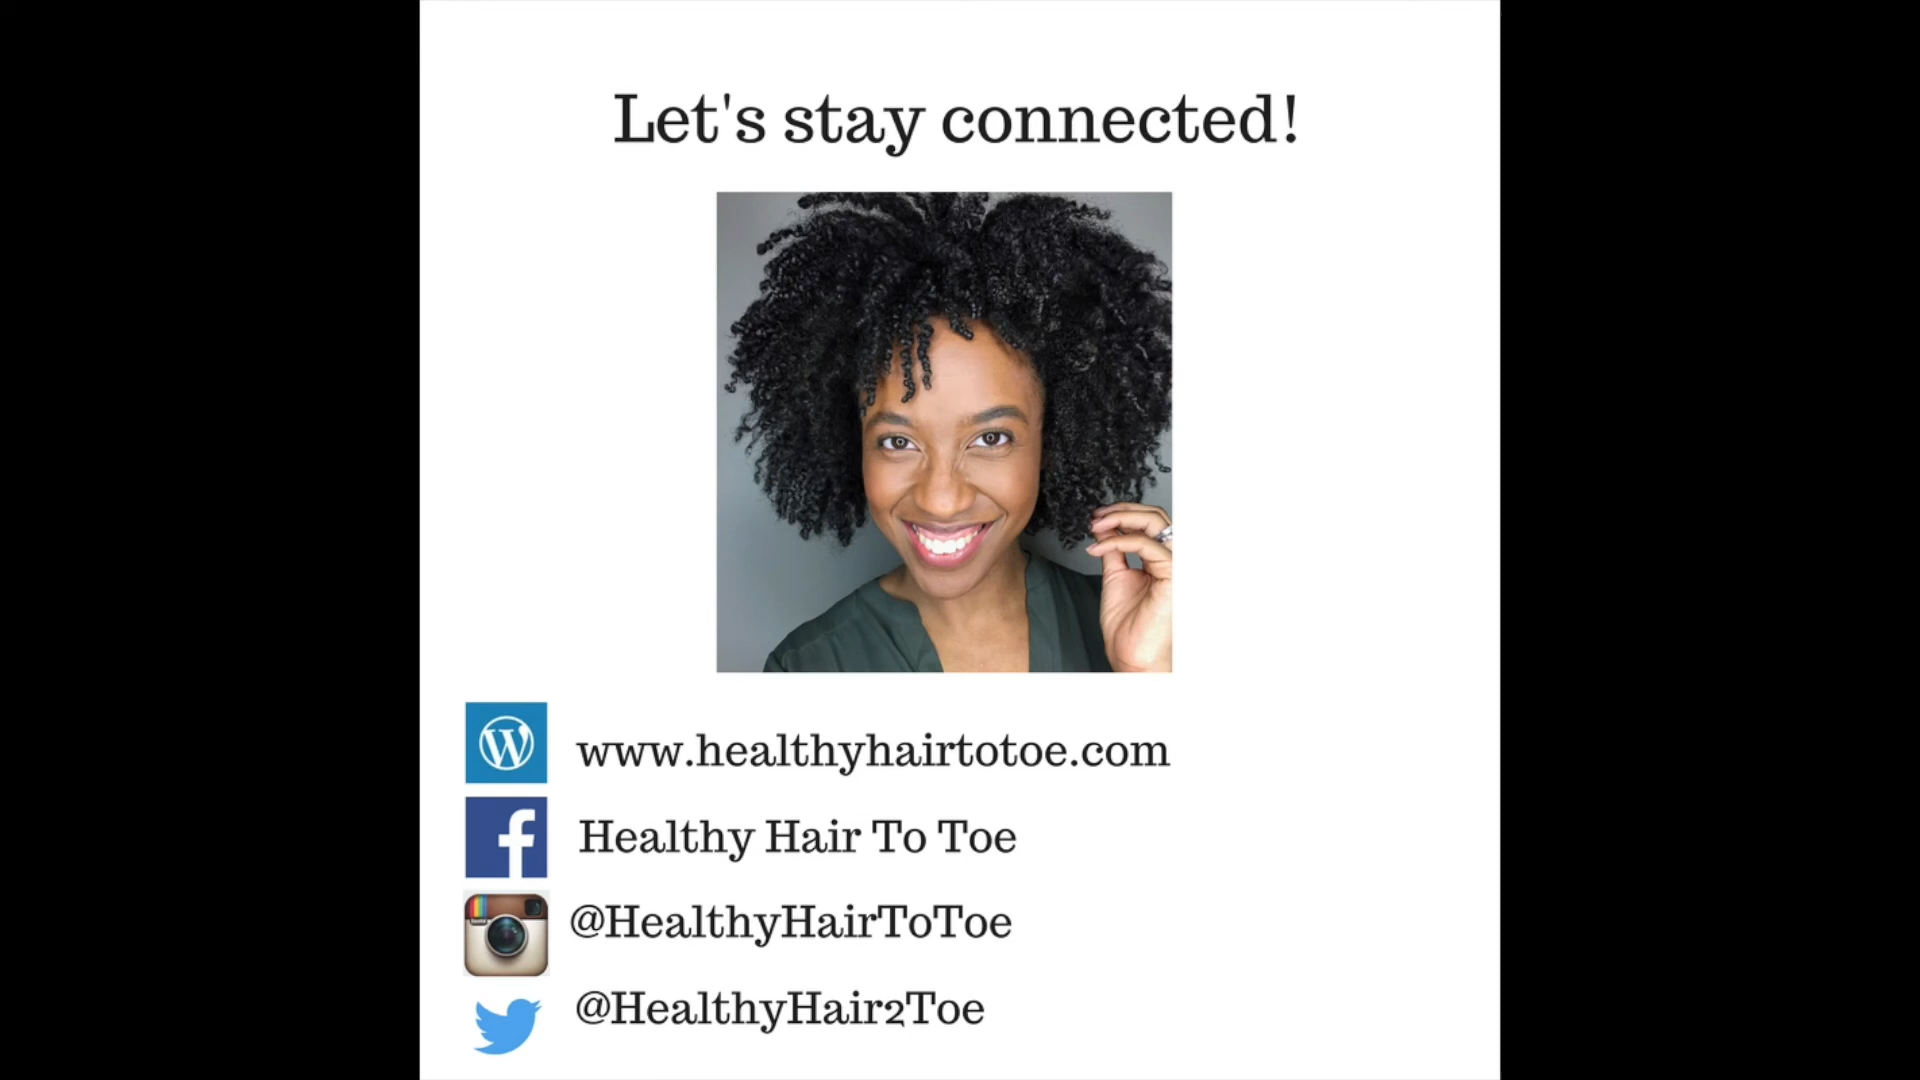 Let's stay connected!
www.healthyhairtotoe.com
Healthy Hair To Toe
@HealthyHairToToe
@HealthyHair2Toe